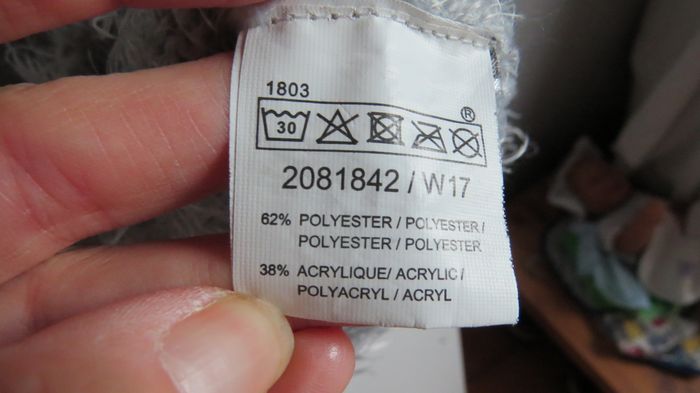 1803
®
30
2081842 / W17
62% POLYESTER / POLYESTER /
POLYESTER / POLYESTER
38% ACRYLIQUE/ ACRYLIC /
POLYACRYL / ACRYL